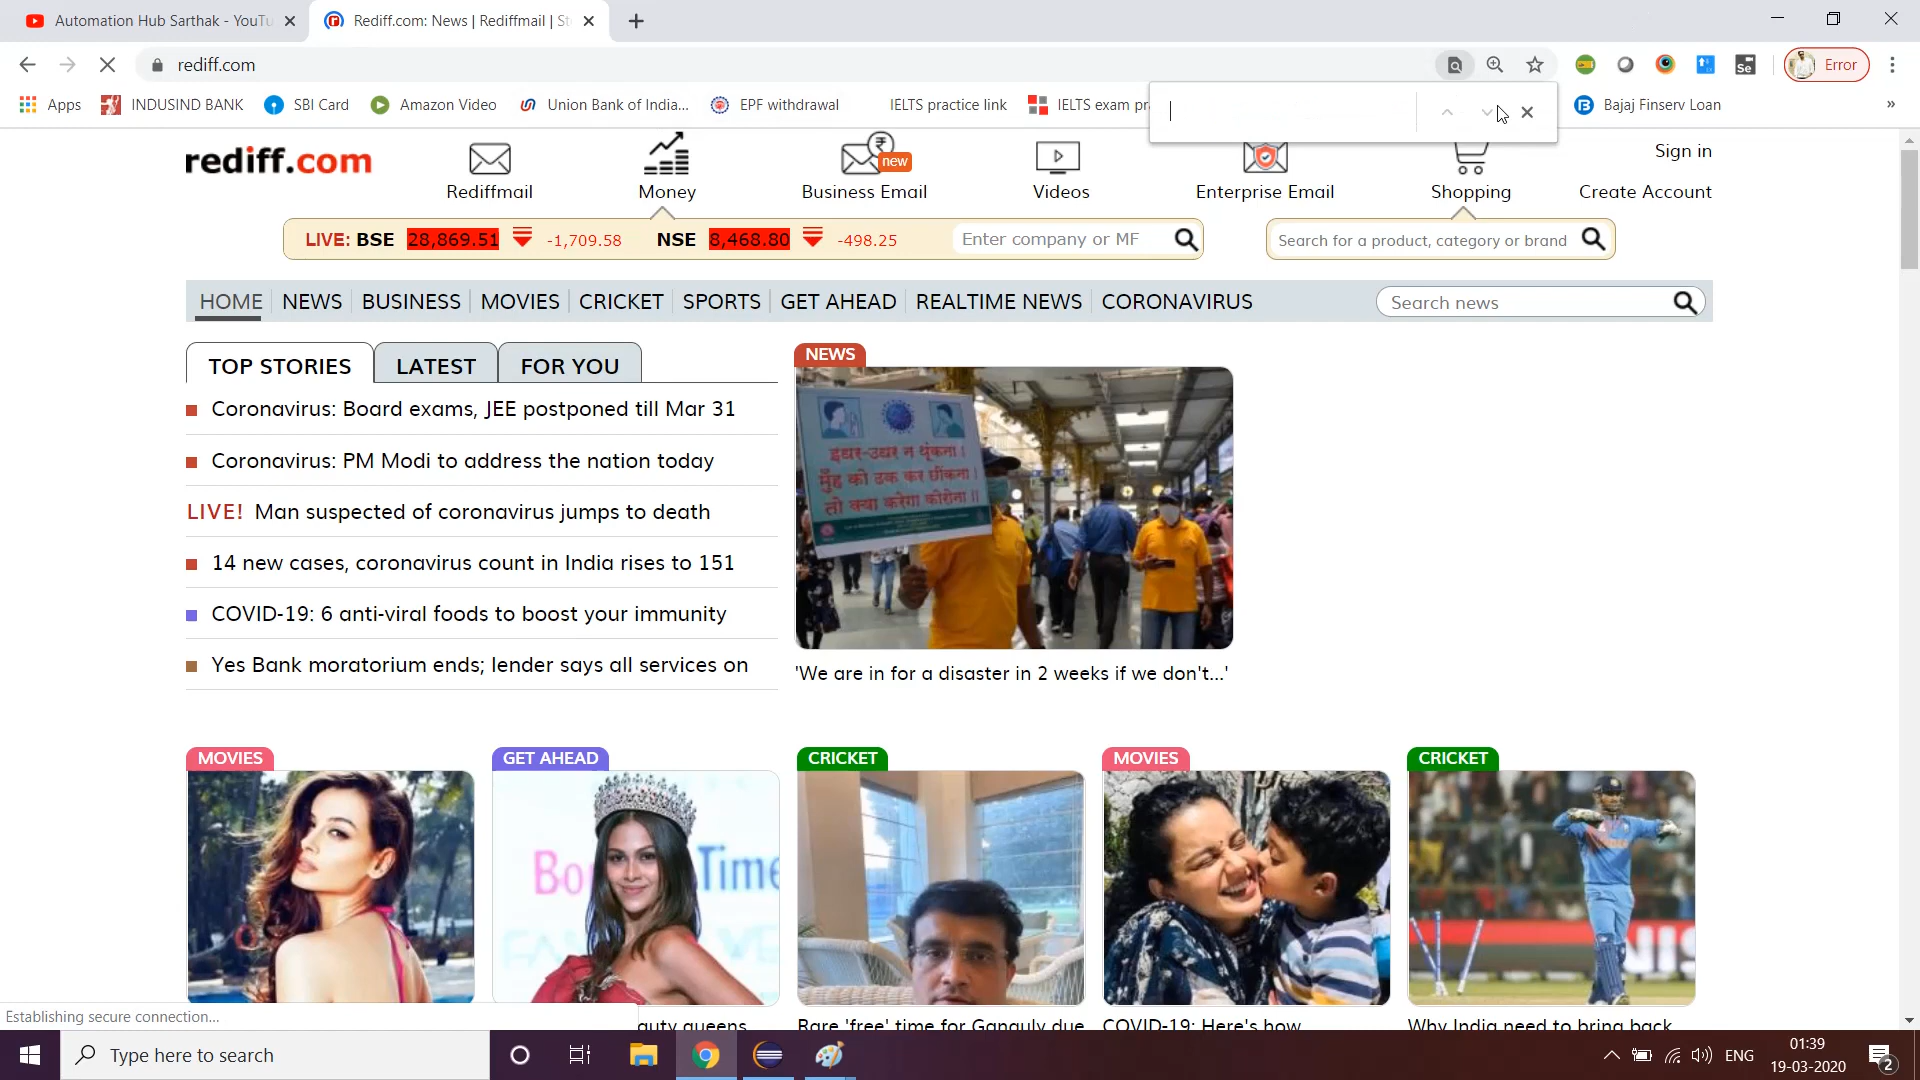 Automation Hub Sarthak - YouTu
Rediff.com: News | Rediffmail | St
rediff.com
Error
Apps
INDUSIND BANK
SBI Card
Amazon Video
Union Bank of India...
EPF withdrawal
IELTS practice link
IELTS exam pr
Bajaj Finserv Loan
»
rediff.com
Rediffmail
Money
new
Business Email
Videos
Enterprise Email
Shopping
Sign in
Create Account
LIVE: BSE 28,869.51 -1,709.58 NSE 8,468.80 -498.25
Enter company or MF
Search for a product, category or brand
HOME NEWS BUSINESS MOVIES CRICKET SPORTS GET AHEAD REALTIME NEWS CORONAVIRUS
Search news
TOP STORIES
LATEST
FOR YOU
Coronavirus: Board exams, JEE postponed till Mar 31
Coronavirus: PM Modi to address the nation today
LIVE! Man suspected of coronavirus jumps to death
14 new cases, coronavirus count in India rises to 151
COVID-19: 6 anti-viral foods to boost your immunity
Yes Bank moratorium ends; lender says all services on
NEWS
इधर-उधर न थूंकना।
मुँह को ढक कर छींकना।
तो क्या करेगा कोरोना।।
'We are in for a disaster in 2 weeks if we don't...'
MOVIES
GET AHEAD
CRICKET
MOVIES
CRICKET
Time
queens
Rare 'free' time for Ganguly due
COVID-19: Here's how
Why India need to bring back
Establishing secure connection...
Type here to search
ENG
01:39
19-03-2020
2